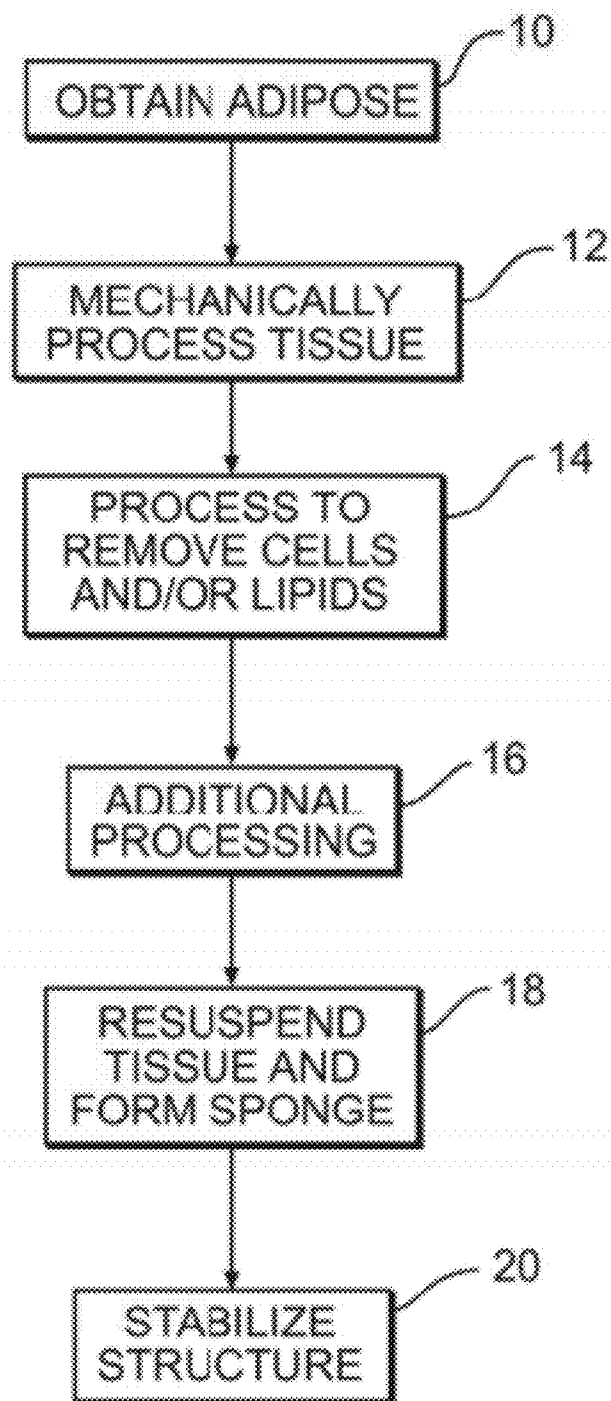 10
OBTAIN ADIPOSE
12
MECHANICALLY
PROCESS TISSUE
14
PROCESS TO
REMOVE CELLS
AND/OR LIPIDS
16
ADDITIONAL
PROCESSING
18
RESUSPEND
TISSUE AND
FORM SPONGE
20
STABILIZE
STRUCTURE